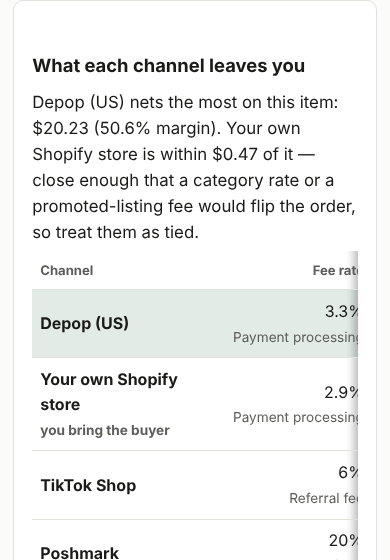 What each channel leaves you
Depop (US) nets the most on this item:
$20.23 (50.6% margin). Your own
Shopify store is within $0.47 of it —
close enough that a category rate or a
promoted-listing fee would flip the order,
so treat them as tied.
Channel Fee rate
Depop (US) 3.3%
Payment processing
Your own Shopify
store
2.9%
you bring the buyer
Payment processing
TikTok Shop 6%
Referral fee
Poshmark 20%